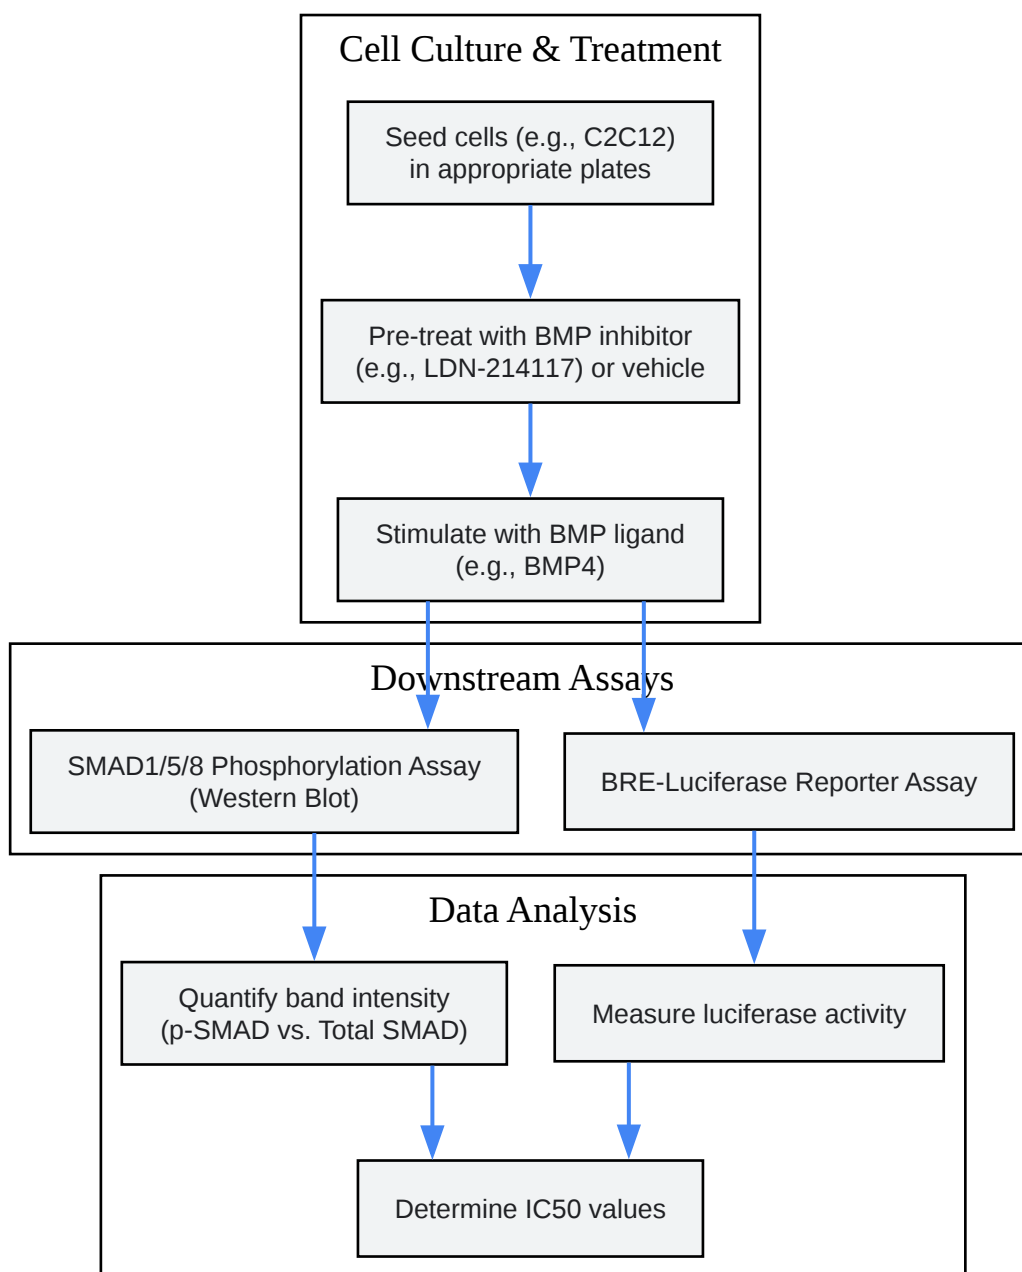 Cell Culture & Treatment
Seed cells (e.g., C2C12)
in appropriate plates
Pre-treat with BMP inhibitor
(e.g., LDN-214117) or vehicle
Stimulate with BMP ligand
(e.g., BMP4)
Downstream Assays
SMAD1/5/8 Phosphorylation Assay
(Western Blot)
BRE-Luciferase Reporter Assay
Data Analysis
Quantify band intensity
(p-SMAD vs. Total SMAD)
Measure luciferase activity
Determine IC50 values